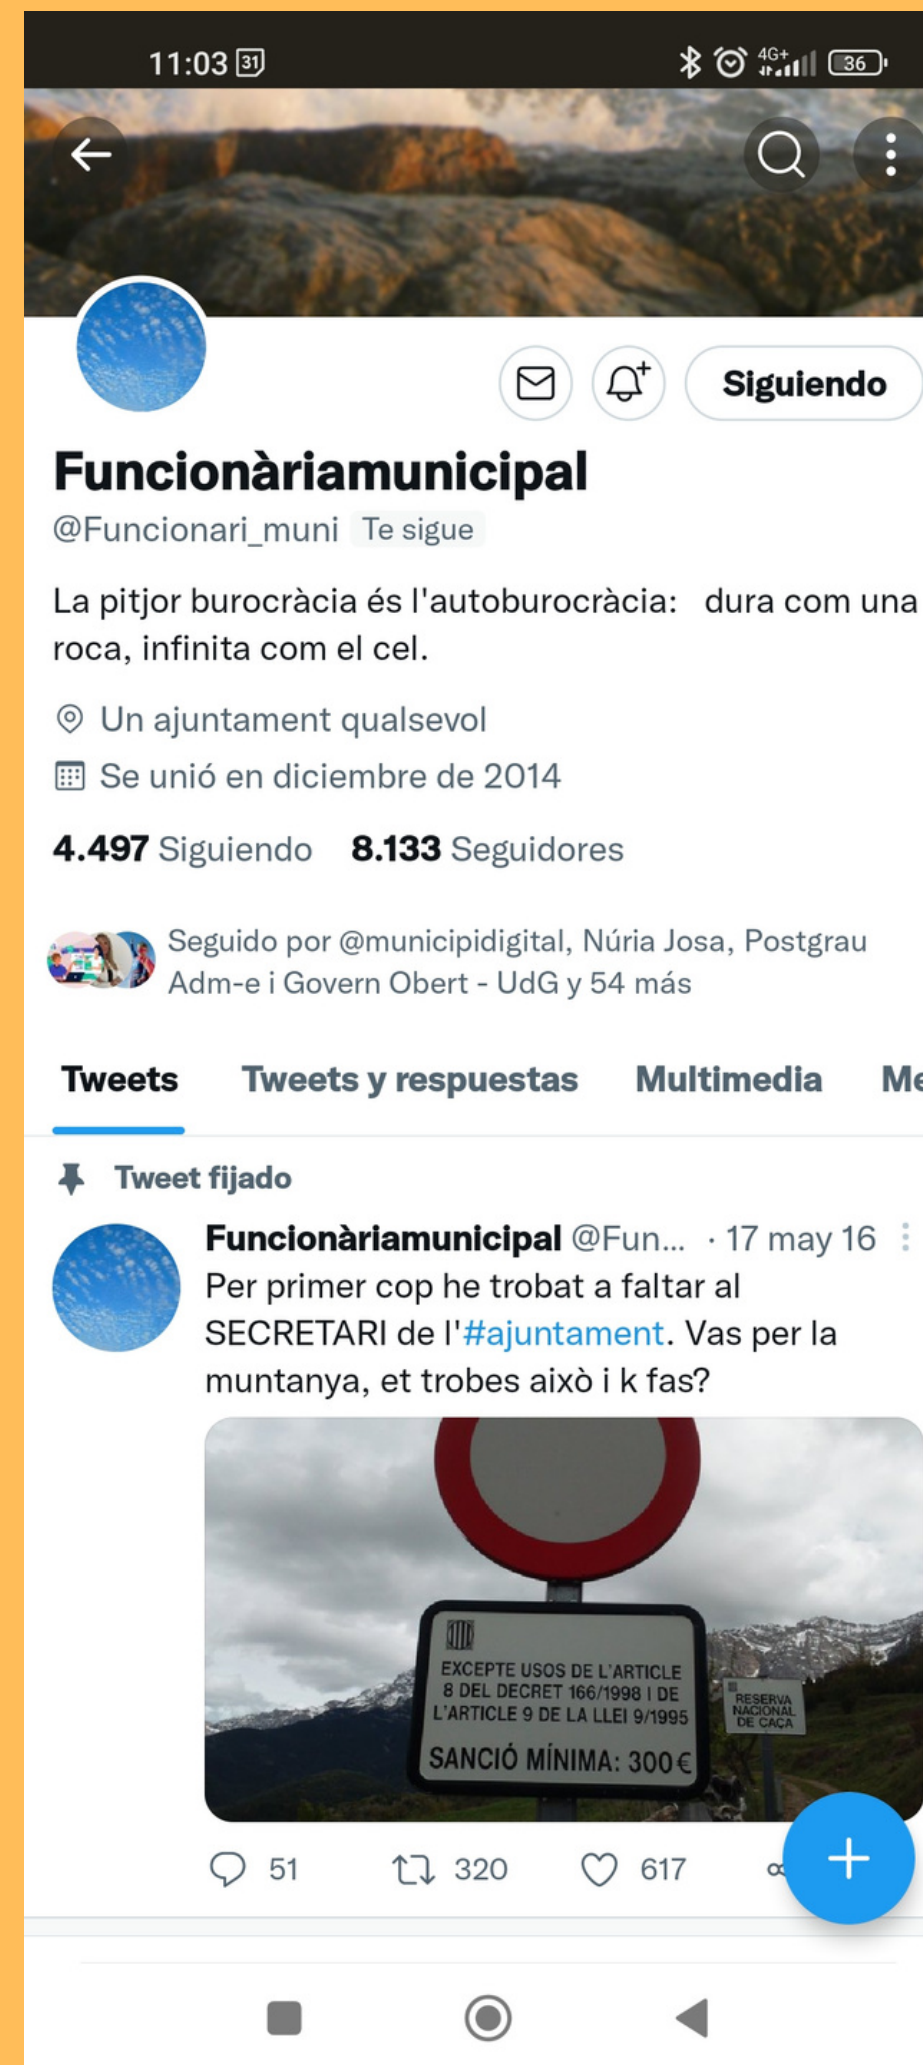 11:03 31
4G+ 36
Siguiendo
Funcionàriamunicipal
@Funcionari_muni Te sigue
La pitjor burocràcia és l'autoburocràcia: dura com una
roca, infinita com el cel.
Un ajuntament qualsevol
Se unió en diciembre de 2014
4.497 Siguiendo 8.133 Seguidores
Seguido por @municipidigital, Núria Josa, Postgrau
Adm-e i Govern Obert - UdG y 54 más
Tweets Tweets y respuestas Multimedia Me
Tweet fijado
Funcionàriamunicipal @Fun... · 17 may 16
Per primer cop he trobat a faltar al
SECRETARI de l'#ajuntament. Vas per la
muntanya, et trobes això i k fas?
EXCEPTE USOS DE L'ARTICLE
8 DEL DECRET 166/1998 I DE
L'ARTICLE 9 DE LA LLEI 9/1995
SANCIÓ MÍNIMA: 300€
RESERVA
NACIONAL
DE CAÇA
51 320 617